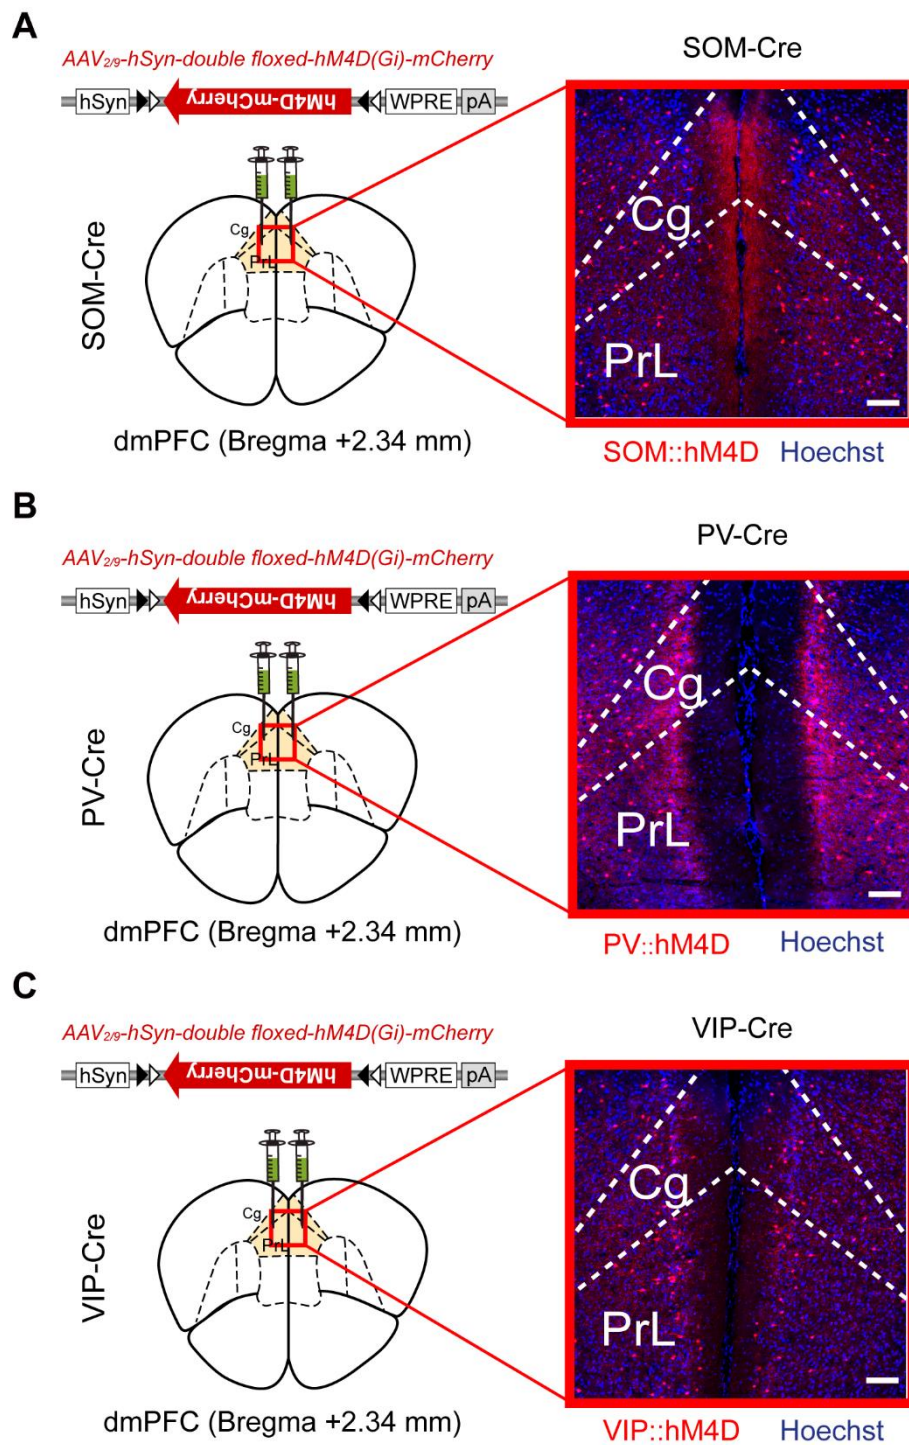 A
AAV2/9-hSyn-double floxed-hM4D(Gi)-mCherry
SOM-Cre
hSyn hM4D-mCherry WPRE pA
SOM-Cre
Cg
PrL
Cg
PrL
dmPFC (Bregma +2.34 mm)
SOM::hM4D Hoechst
B
PV-Cre
AAV2/9-hSyn-double floxed-hM4D(Gi)-mCherry
hSyn hM4D-mCherry WPRE pA
PV-Cre
Cg
PrL
Cg
PrL
dmPFC (Bregma +2.34 mm)
PV::hM4D Hoechst
C
VIP-Cre
AAV2/9-hSyn-double floxed-hM4D(Gi)-mCherry
hSyn hM4D-mCherry WPRE pA
VIP-Cre
Cg
PrL
Cg
PrL
dmPFC (Bregma +2.34 mm)
VIP::hM4D Hoechst